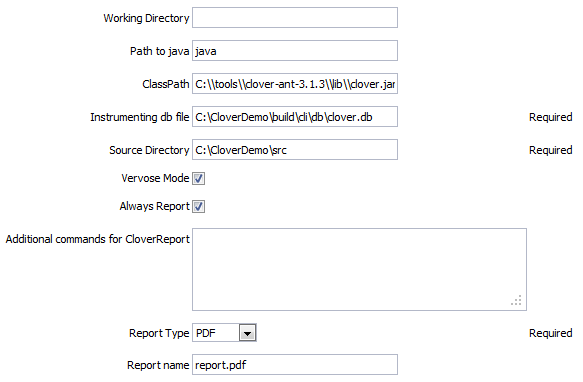 Working Directory
Path to java java
ClassPath C:\\tools\\clover-ant-3.1.3\\lib\\clover.jar
Instrumenting db file C:\CloverDemo\build\cli\db\clover.db Required
Source Directory C:\CloverDemo\src Required
Vervose Mode
Always Report
Additional commands for CloverReport
Report Type PDF Required
Report name report.pdf